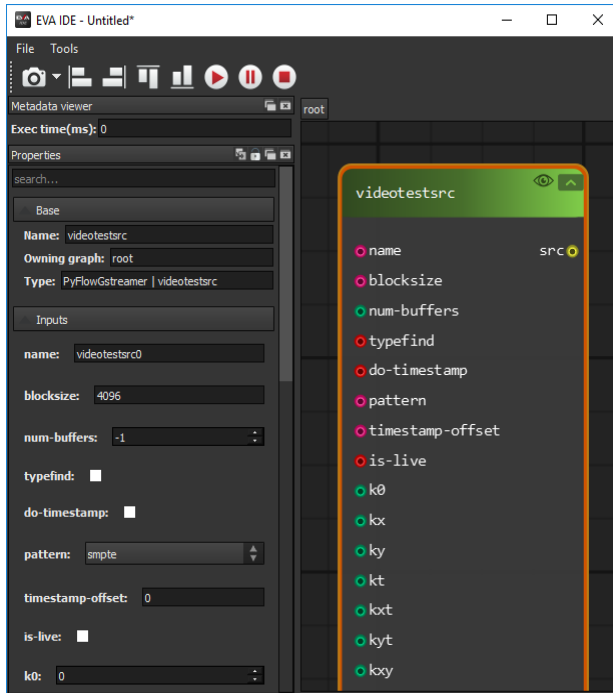 EVA IDE - Untitled*
File Tools
Metadata viewer
Exec time(ms): 0
Properties
search...
Base
Name: videotestsrc
Owning graph: root
Type: PyFlowGstreamer | videotestsrc
Inputs
name: videotestsrc0
blocksize: 4096
num-buffers: -1
typefind:
do-timestamp:
pattern: smpte
timestamp-offset: 0
is-live:
k0: 0
root
videotestsrc
name src
blocksize
num-buffers
typefind
do-timestamp
pattern
timestamp-offset
is-live
k0
kx
ky
kt
kxt
kyt
kxy